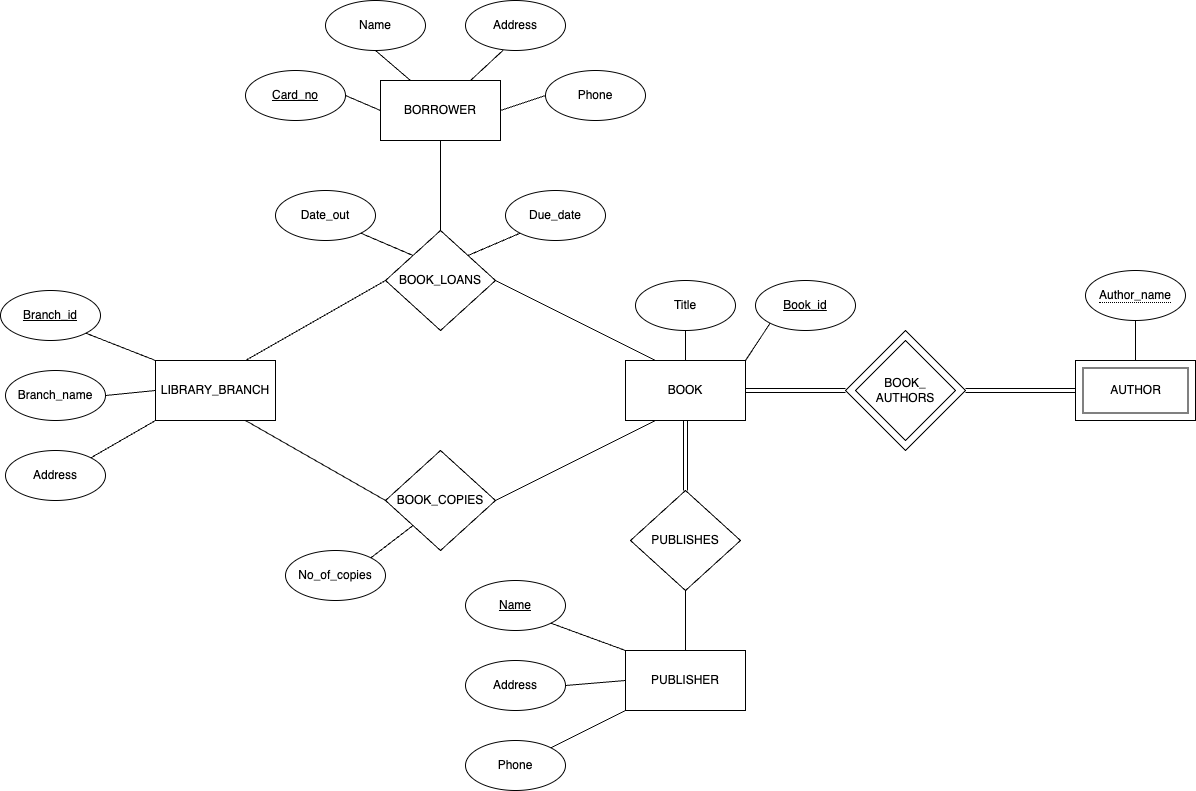 Name
Address
Card_no
BORROWER
Phone
Date_out
Due_date
BOOK_LOANS
Branch_id
Title
Book_id
Author_name
Branch_name
LIBRARY_BRANCH
BOOK
BOOK_
AUTHORS
AUTHOR
Address
BOOK_COPIES
No_of_copies
PUBLISHES
Name
Address
PUBLISHER
Phone